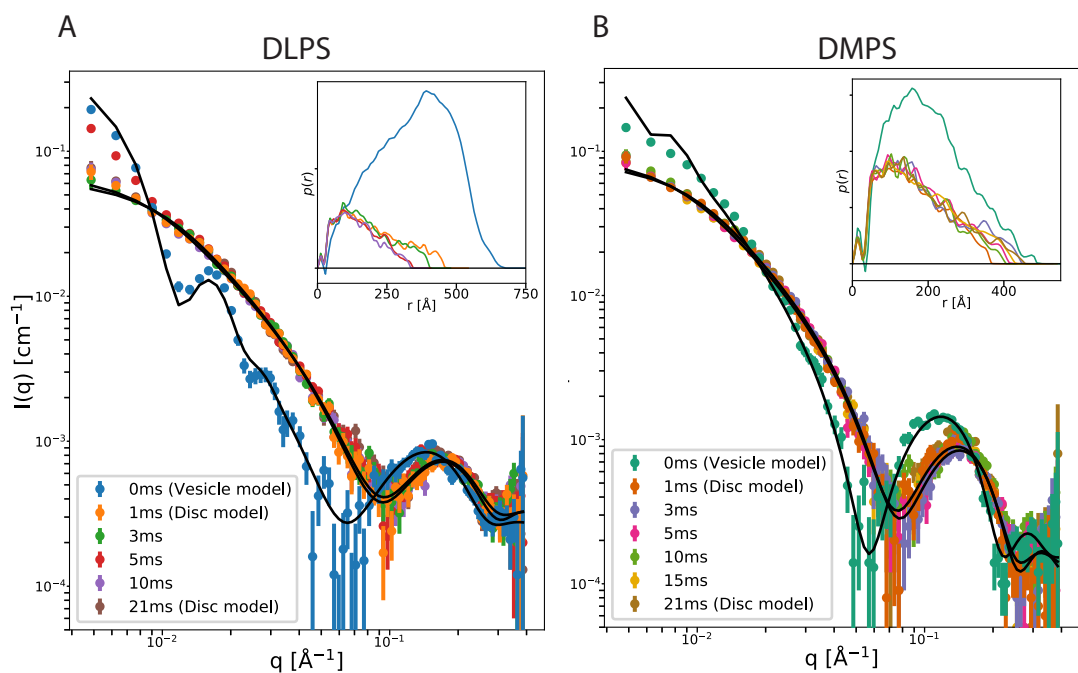 A
DLPS
I(q) [cm⁻¹]
10⁻¹
10⁻²
10⁻³
10⁻⁴
p(r)
0 250 500 750
r [Å]
0ms (Vesicle model)
1ms (Disc model)
3ms
5ms
10ms
21ms (Disc model)
10⁻² 10⁻¹
q [Å⁻¹]
B
DMPS
10⁻¹
10⁻²
10⁻³
10⁻⁴
p(r)
0 200 400
r [Å]
0ms (Vesicle model)
1ms (Disc model)
3ms
5ms
10ms
15ms
21ms (Disc model)
10⁻² 10⁻¹
q [Å⁻¹]